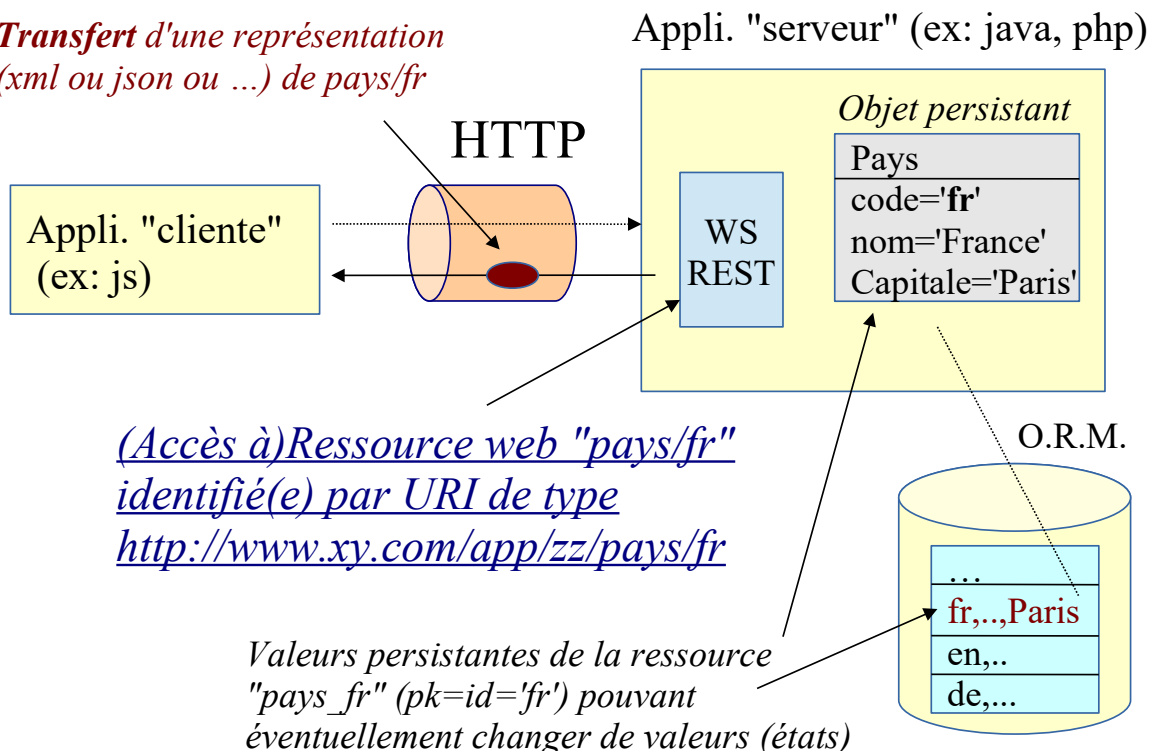 Transfert d'une représentation
(xml ou json ou …) de pays/fr
Appli. "serveur" (ex: java, php)
HTTP
Objet persistant
Pays
code='fr'
nom='France'
Capitale='Paris'
WS
REST
Appli. "cliente"
(ex: js)
(Accès à)Ressource web "pays/fr"
identifié(e) par URI de type
http://www.xy.com/app/zz/pays/fr
O.R.M.
…
fr,..,Paris
en,..
de,...
Valeurs persistantes de la ressource
"pays_fr" (pk=id='fr') pouvant
éventuellement changer de valeurs (états)